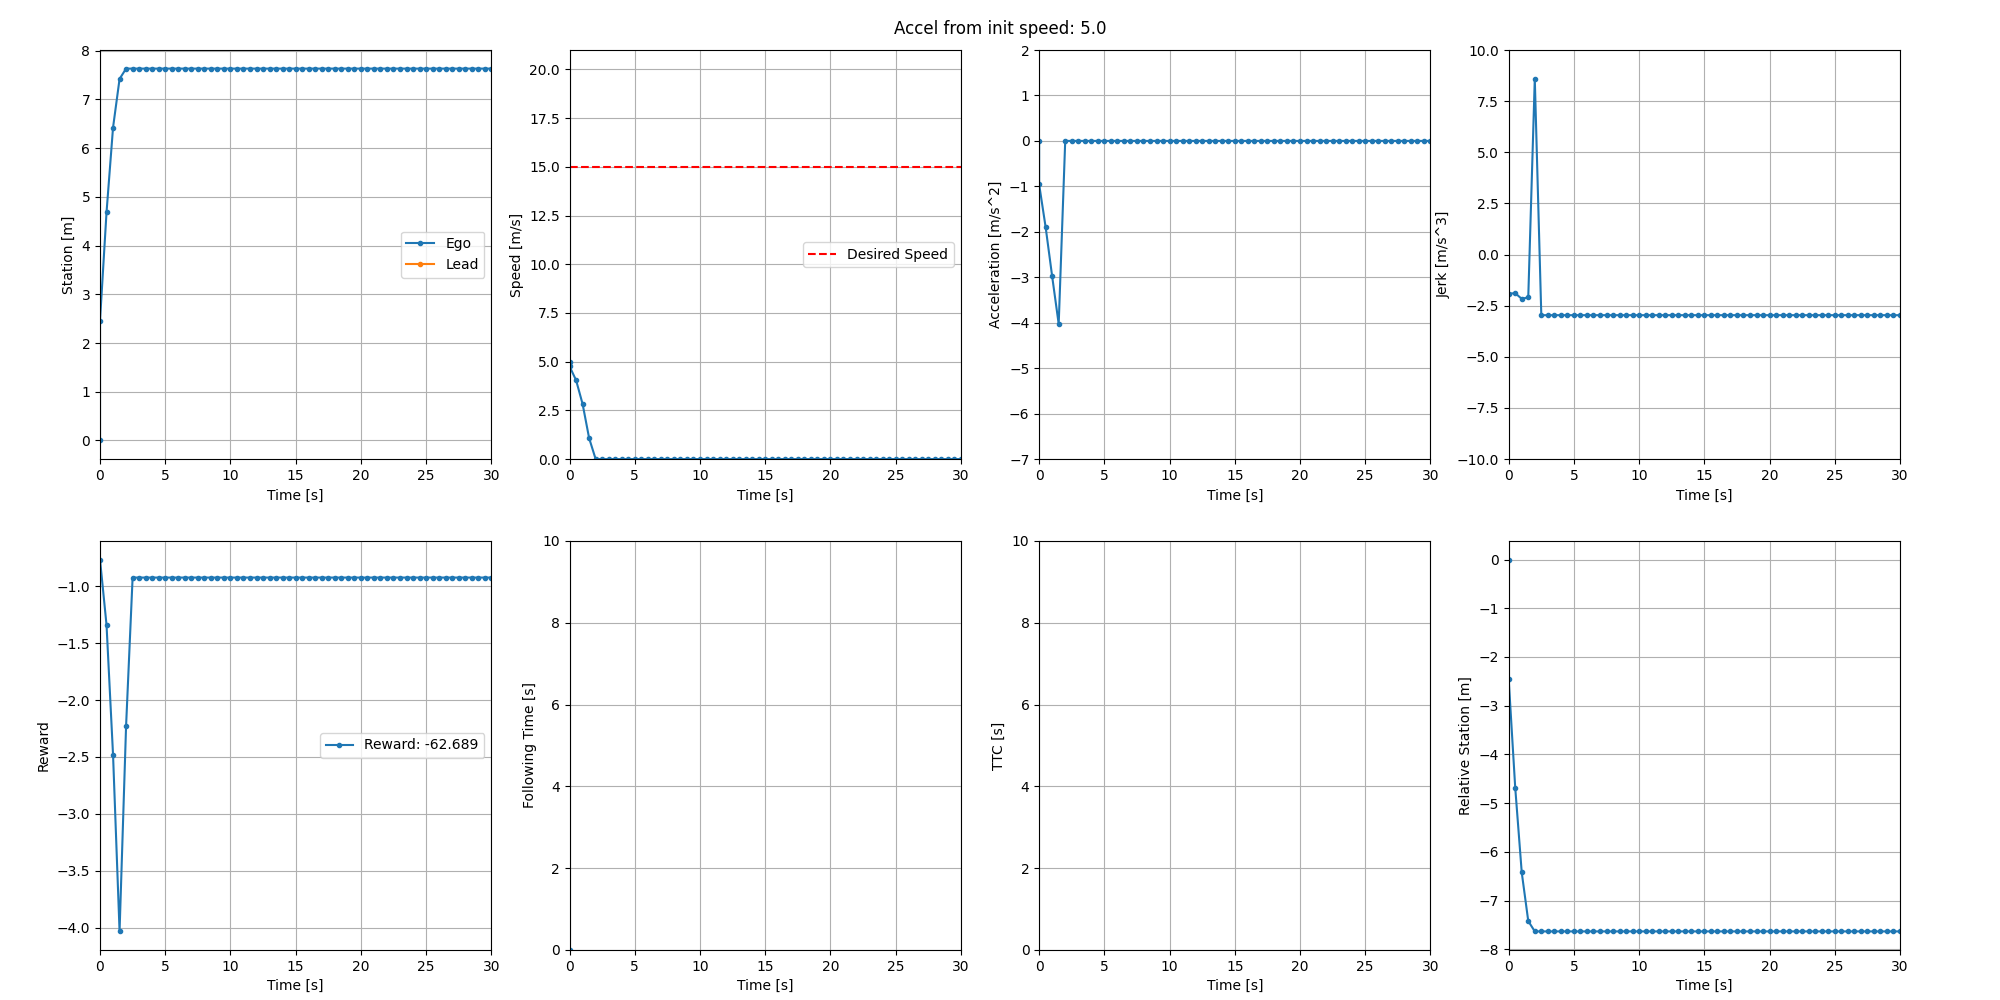 Accel from init speed: 5.0
8
7
6
5
4
3
2
1
0
Station [m]
Ego
Lead
0 5 10 15 20 25 30
Time [s]
20.0
17.5
15.0
12.5
10.0
7.5
5.0
2.5
0.0
Speed [m/s]
Desired Speed
0 5 10 15 20 25 30
Time [s]
2
1
0
−1
−2
−3
−4
−5
−6
−7
Acceleration [m/s^2]
0 5 10 15 20 25 30
Time [s]
10.0
7.5
5.0
2.5
0.0
−2.5
−5.0
−7.5
−10.0
Jerk [m/s^3]
0 5 10 15 20 25 30
Time [s]
−1.0
−1.5
−2.0
−2.5
−3.0
−3.5
−4.0
Reward
Reward: -62.689
0 5 10 15 20 25 30
Time [s]
10
8
6
4
2
0
Following Time [s]
0 5 10 15 20 25 30
Time [s]
10
8
6
4
2
0
TTC [s]
0 5 10 15 20 25 30
Time [s]
0
−1
−2
−3
−4
−5
−6
−7
−8
Relative Station [m]
0 5 10 15 20 25 30
Time [s]